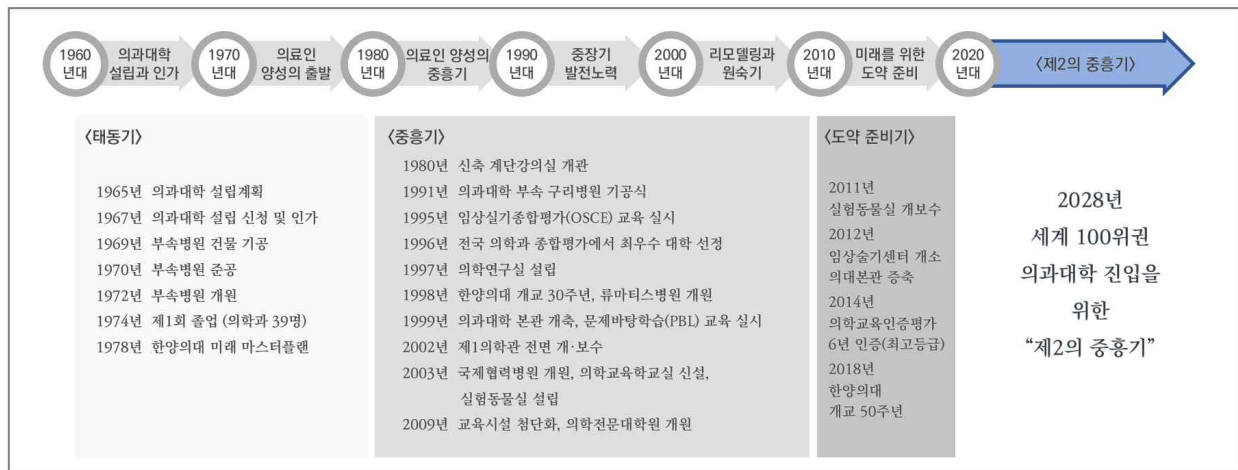 1960
년대
의과대학
설립과 인가
1970
년대
의료인
양성의 출발
1980
년대
의료인 양성의
중흥기
1990
년대
중장기
발전노력
2000
년대
리모델링과
원숙기
2010
년대
미래를 위한
도약 준비
2020
년대
〈제2의 중흥기〉
〈태동기〉
1965년 의과대학 설립계획
1967년 의과대학 설립 신청 및 인가
1969년 부속병원 건물 기공
1970년 부속병원 준공
1972년 부속병원 개원
1974년 제1회 졸업 (의학과 39명)
1978년 한양의대 미래 마스터플랜
〈중흥기〉
1980년 신축 계단강의실 개관
1991년 의과대학 부속 구리병원 기공식
1995년 임상실기종합평가(OSCE) 교육 실시
1996년 전국 의학과 종합평가에서 최우수 대학 선정
1997년 의학연구실 설립
1998년 한양의대 개교 30주년, 류마티스병원 개원
1999년 의과대학 본관 개축, 문제바탕학습(PBL) 교육 실시
2002년 제1의학관 전면 개·보수
2003년 국제협력병원 개원, 의학교육학교실 신설,
실험동물실 설립
2009년 교육시설 첨단화, 의학전문대학원 개원
〈도약 준비기〉
2011년
실험동물실 개보수
2012년
임상술기센터 개소
의대본관 증축
2014년
의학교육인증평가
6년 인증(최고등급)
2018년
한양의대
개교 50주년
2028년
세계 100위권
의과대학 진입을
위한
“제2의 중흥기”